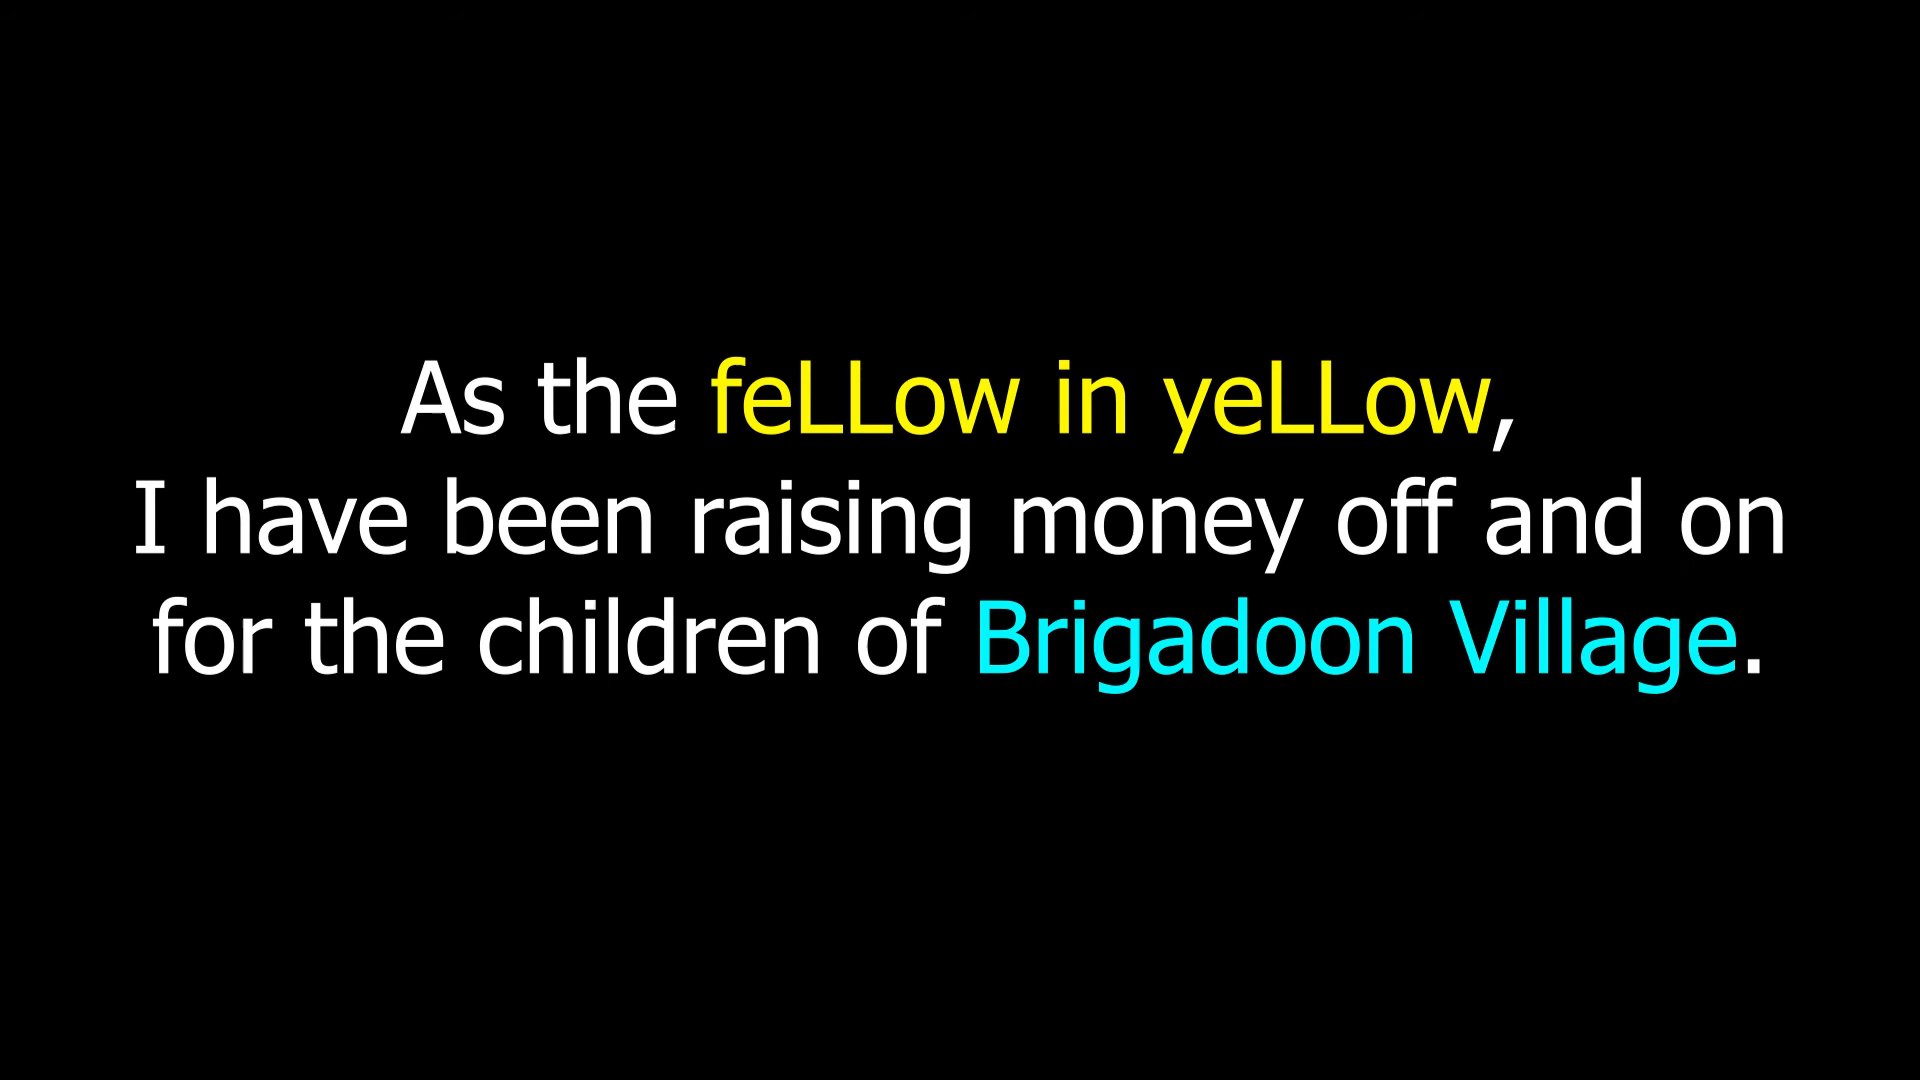 As the feLLow in yeLLow,
I have been raising money off and on
for the children of Brigadoon Village.